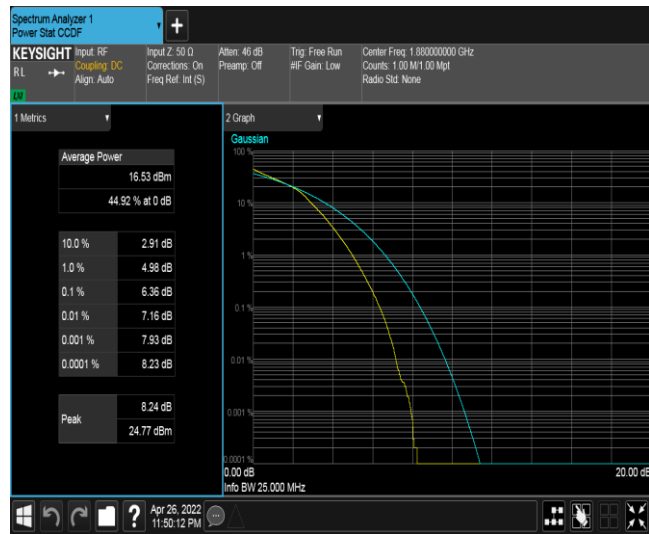 Spectrum Analyzer 1
Power Stat CCDF
+
KEYSIGHT
RL
LXI
Input: RF
Coupling: DC
Align: Auto
Input Z: 50 Ω
Corrections: On
Freq Ref: Int (S)
Atten: 46 dB
Preamp: Off
Trig: Free Run
#IF Gain: Low
Center Freq: 1.880000000 GHz
Counts: 1.00 M/1.00 Mpt
Radio Std: None
1 Metrics
Average Power
16.53 dBm
44.92 % at 0 dB
10.0 % 2.91 dB
1.0 % 4.98 dB
0.1 % 6.36 dB
0.01 % 7.16 dB
0.001 % 7.93 dB
0.0001 % 8.23 dB
Peak
8.24 dB
24.77 dBm
2 Graph
Gaussian
100 %
10 %
1 %
0.1 %
0.01 %
0.001 %
0.0001 %
0.00 dB
20.00 dB
Info BW 25.000 MHz
?
Apr 26, 2022
11:50:12 PM